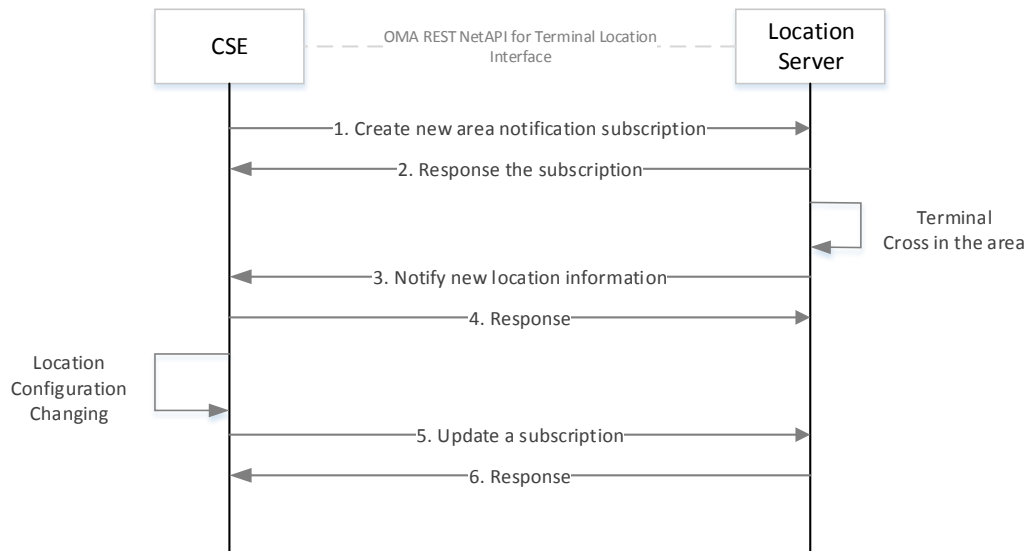 CSE
OMA REST NetAPI for Terminal Location
Interface
Location
Server
1. Create new area notification subscription
2. Response the subscription
Terminal
Cross in the area
3. Notify new location information
4. Response
Location
Configuration
Changing
5. Update a subscription
6. Response